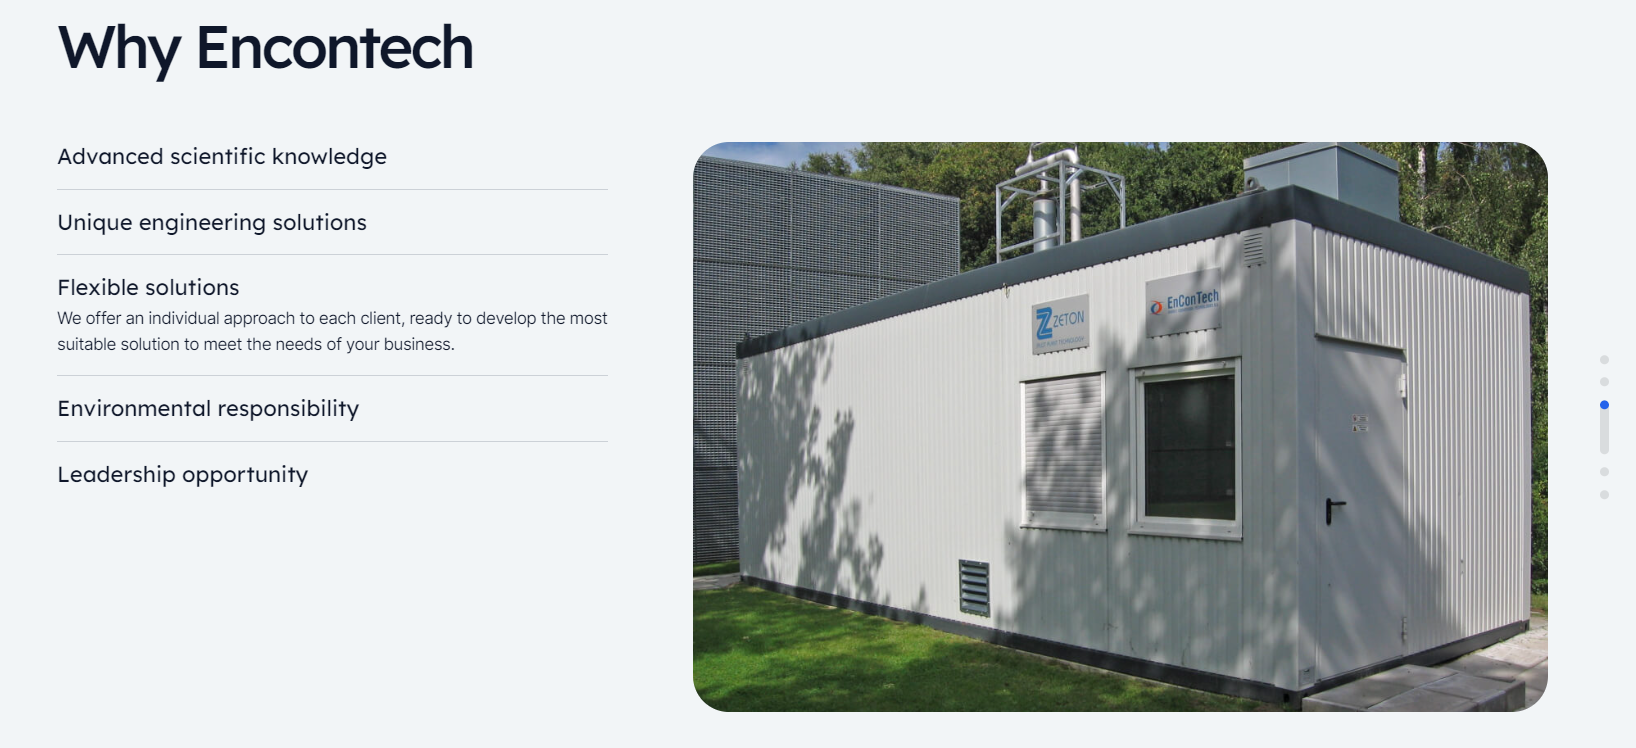 Why Encontech
Advanced scientific knowledge
Unique engineering solutions
Flexible solutions
We offer an individual approach to each client, ready to develop the most
suitable solution to meet the needs of your business.
Environmental responsibility
Leadership opportunity
ZETON
EnConTech